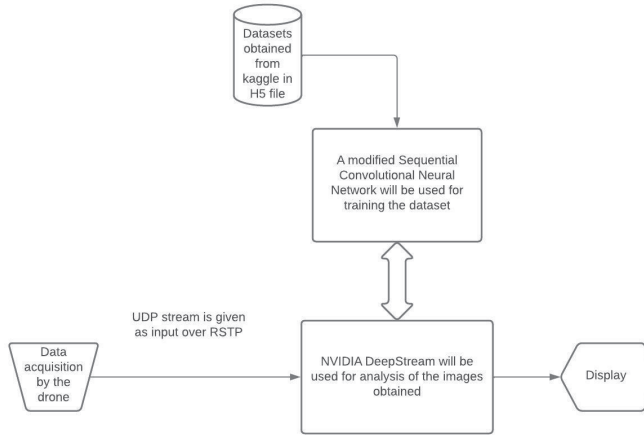 Datasets
obtained
from
kaggle in
H5 file
A modified Sequential
Convolutional Neural
Network will be used for
training the dataset
UDP stream is given
as input over RSTP
Data
acquisition
by the
drone
NVIDIA DeepStream will be
used for analysis of the images
obtained
Display